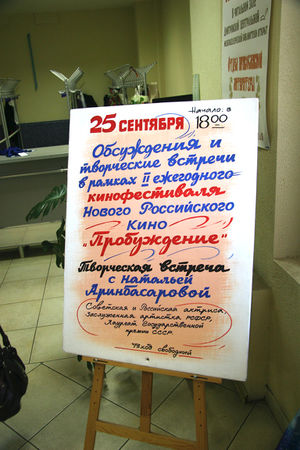 Начало в
25 СЕНТЯБРЯ 18 00
Обсуждения и
творческие встречи
в рамках II ежегодного
кинофестиваля
Нового Российского
Кино
„Пробуждение"
Творческая встреча
с Натальей
Аринбасаровой
Советская и Российская актриса,
Заслуженная артистка РСФСР,
Лауреат Государственной
премии СССР.
Вход свободный